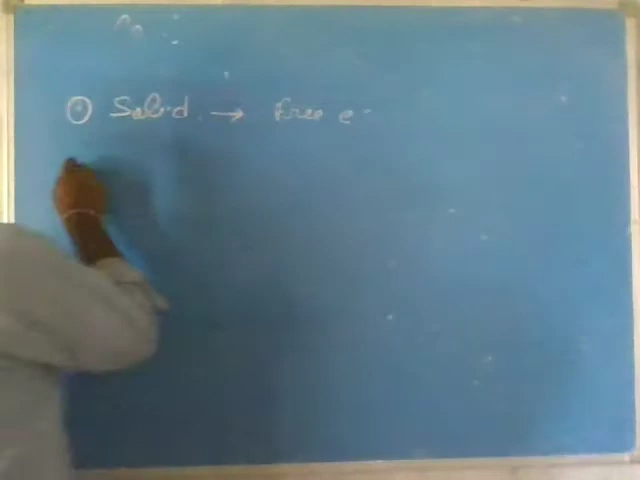 ① Solid → free e⁻